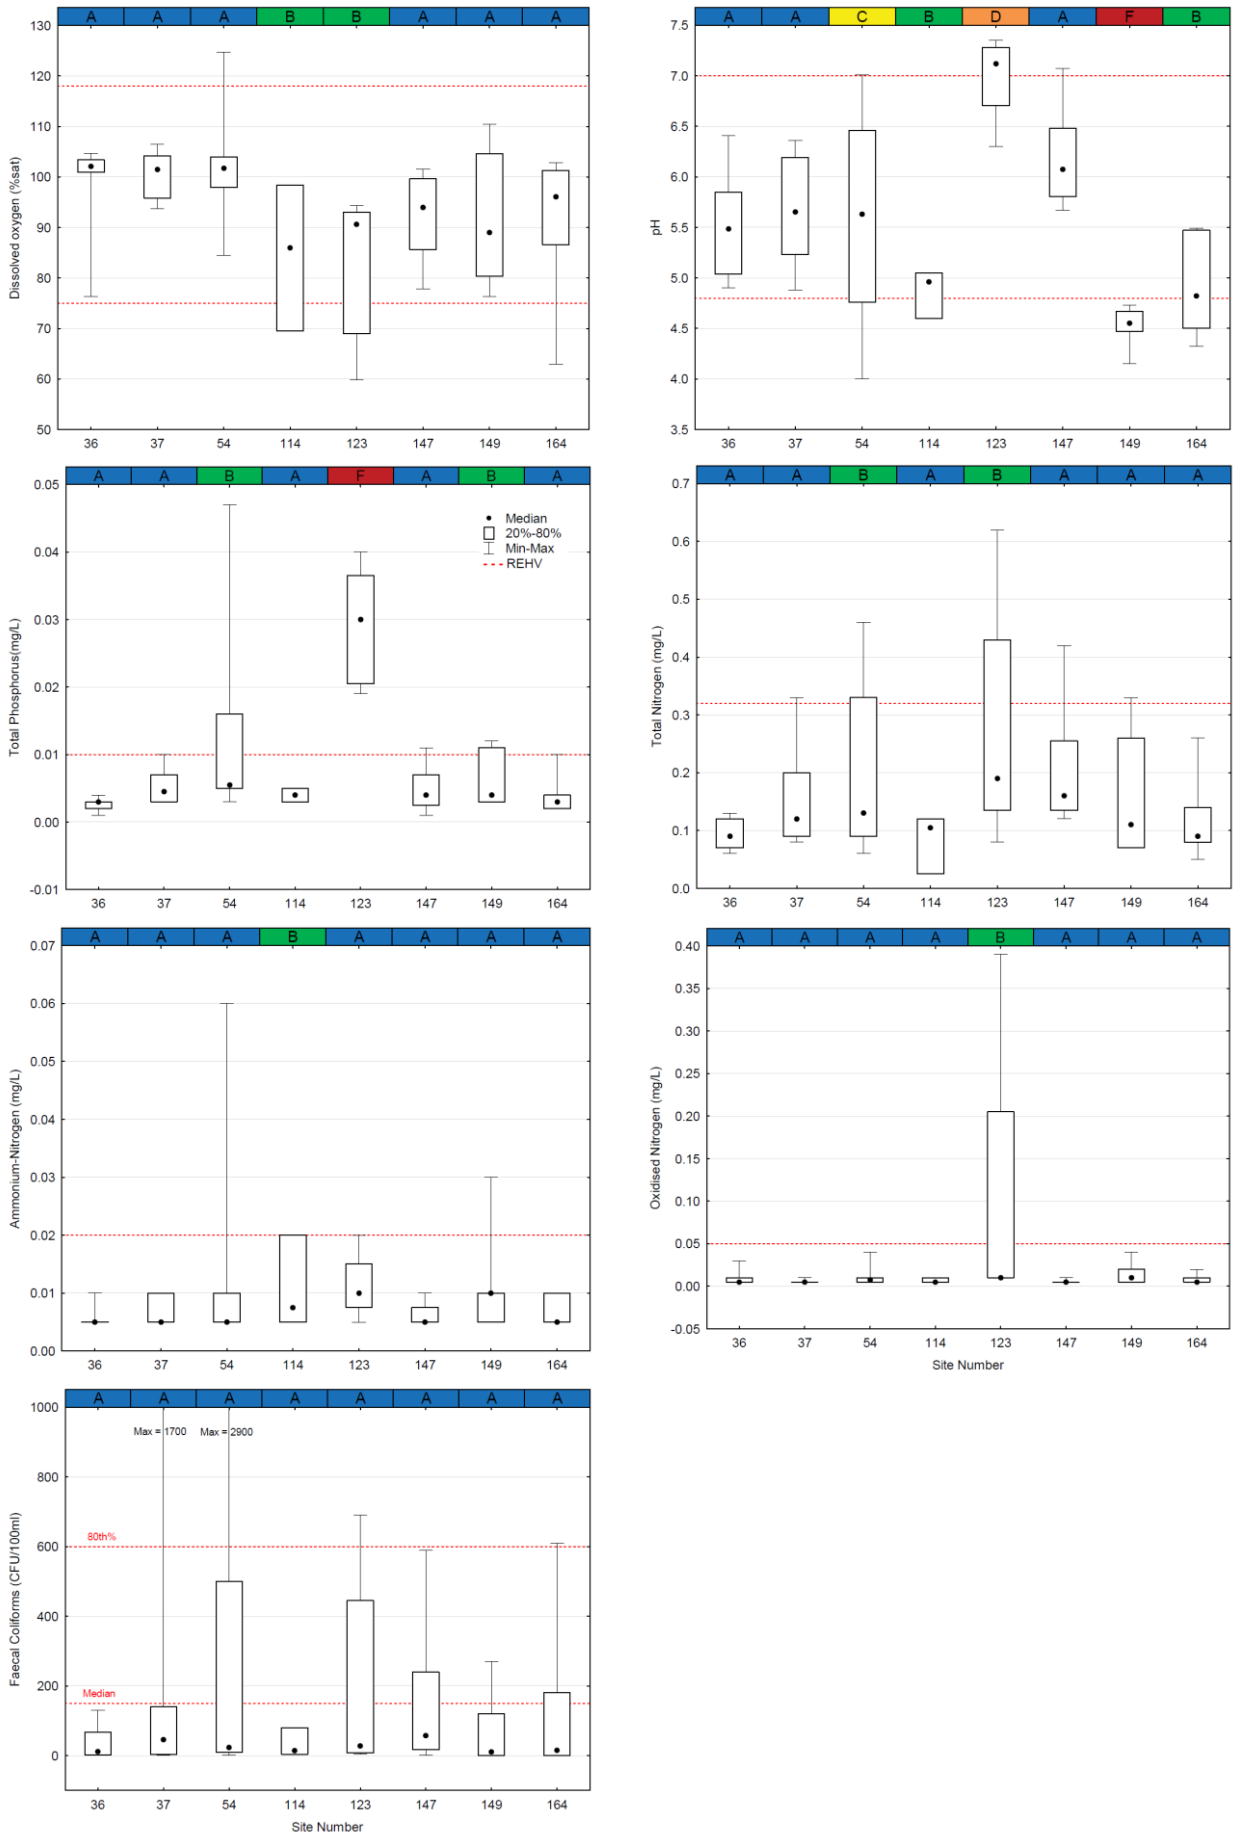 A A A B B A A A
130
120
110
100
90
80
70
60
50
Dissolved oxygen (%sat)
36 37 54 114 123 147 149 164
A A C B D A F B
7.5
7.0
6.5
6.0
5.5
5.0
4.5
4.0
3.5
pH
36 37 54 114 123 147 149 164
A A B A F A B A
0.05
0.04
0.03
0.02
0.01
0.00
-0.01
Total Phosphorus(mg/L)
Median
20%-80%
Min-Max
REHV
36 37 54 114 123 147 149 164
A A B A B A A A
0.7
0.6
0.5
0.4
0.3
0.2
0.1
0.0
Total Nitrogen (mg/L)
36 37 54 114 123 147 149 164
A A A B A A A A
0.07
0.06
0.05
0.04
0.03
0.02
0.01
0.00
Ammonium-Nitrogen (mg/L)
36 37 54 114 123 147 149 164
A A A A B A A A
0.40
0.35
0.30
0.25
0.20
0.15
0.10
0.05
0.00
-0.05
Oxidised Nitrogen (mg/L)
36 37 54 114 123 147 149 164
Site Number
A A A A A A A A
1000
800
600
400
200
0
Faecal Coliforms (CFU/100ml)
Max = 1700 Max = 2900
80th%
Median
36 37 54 114 123 147 149 164
Site Number